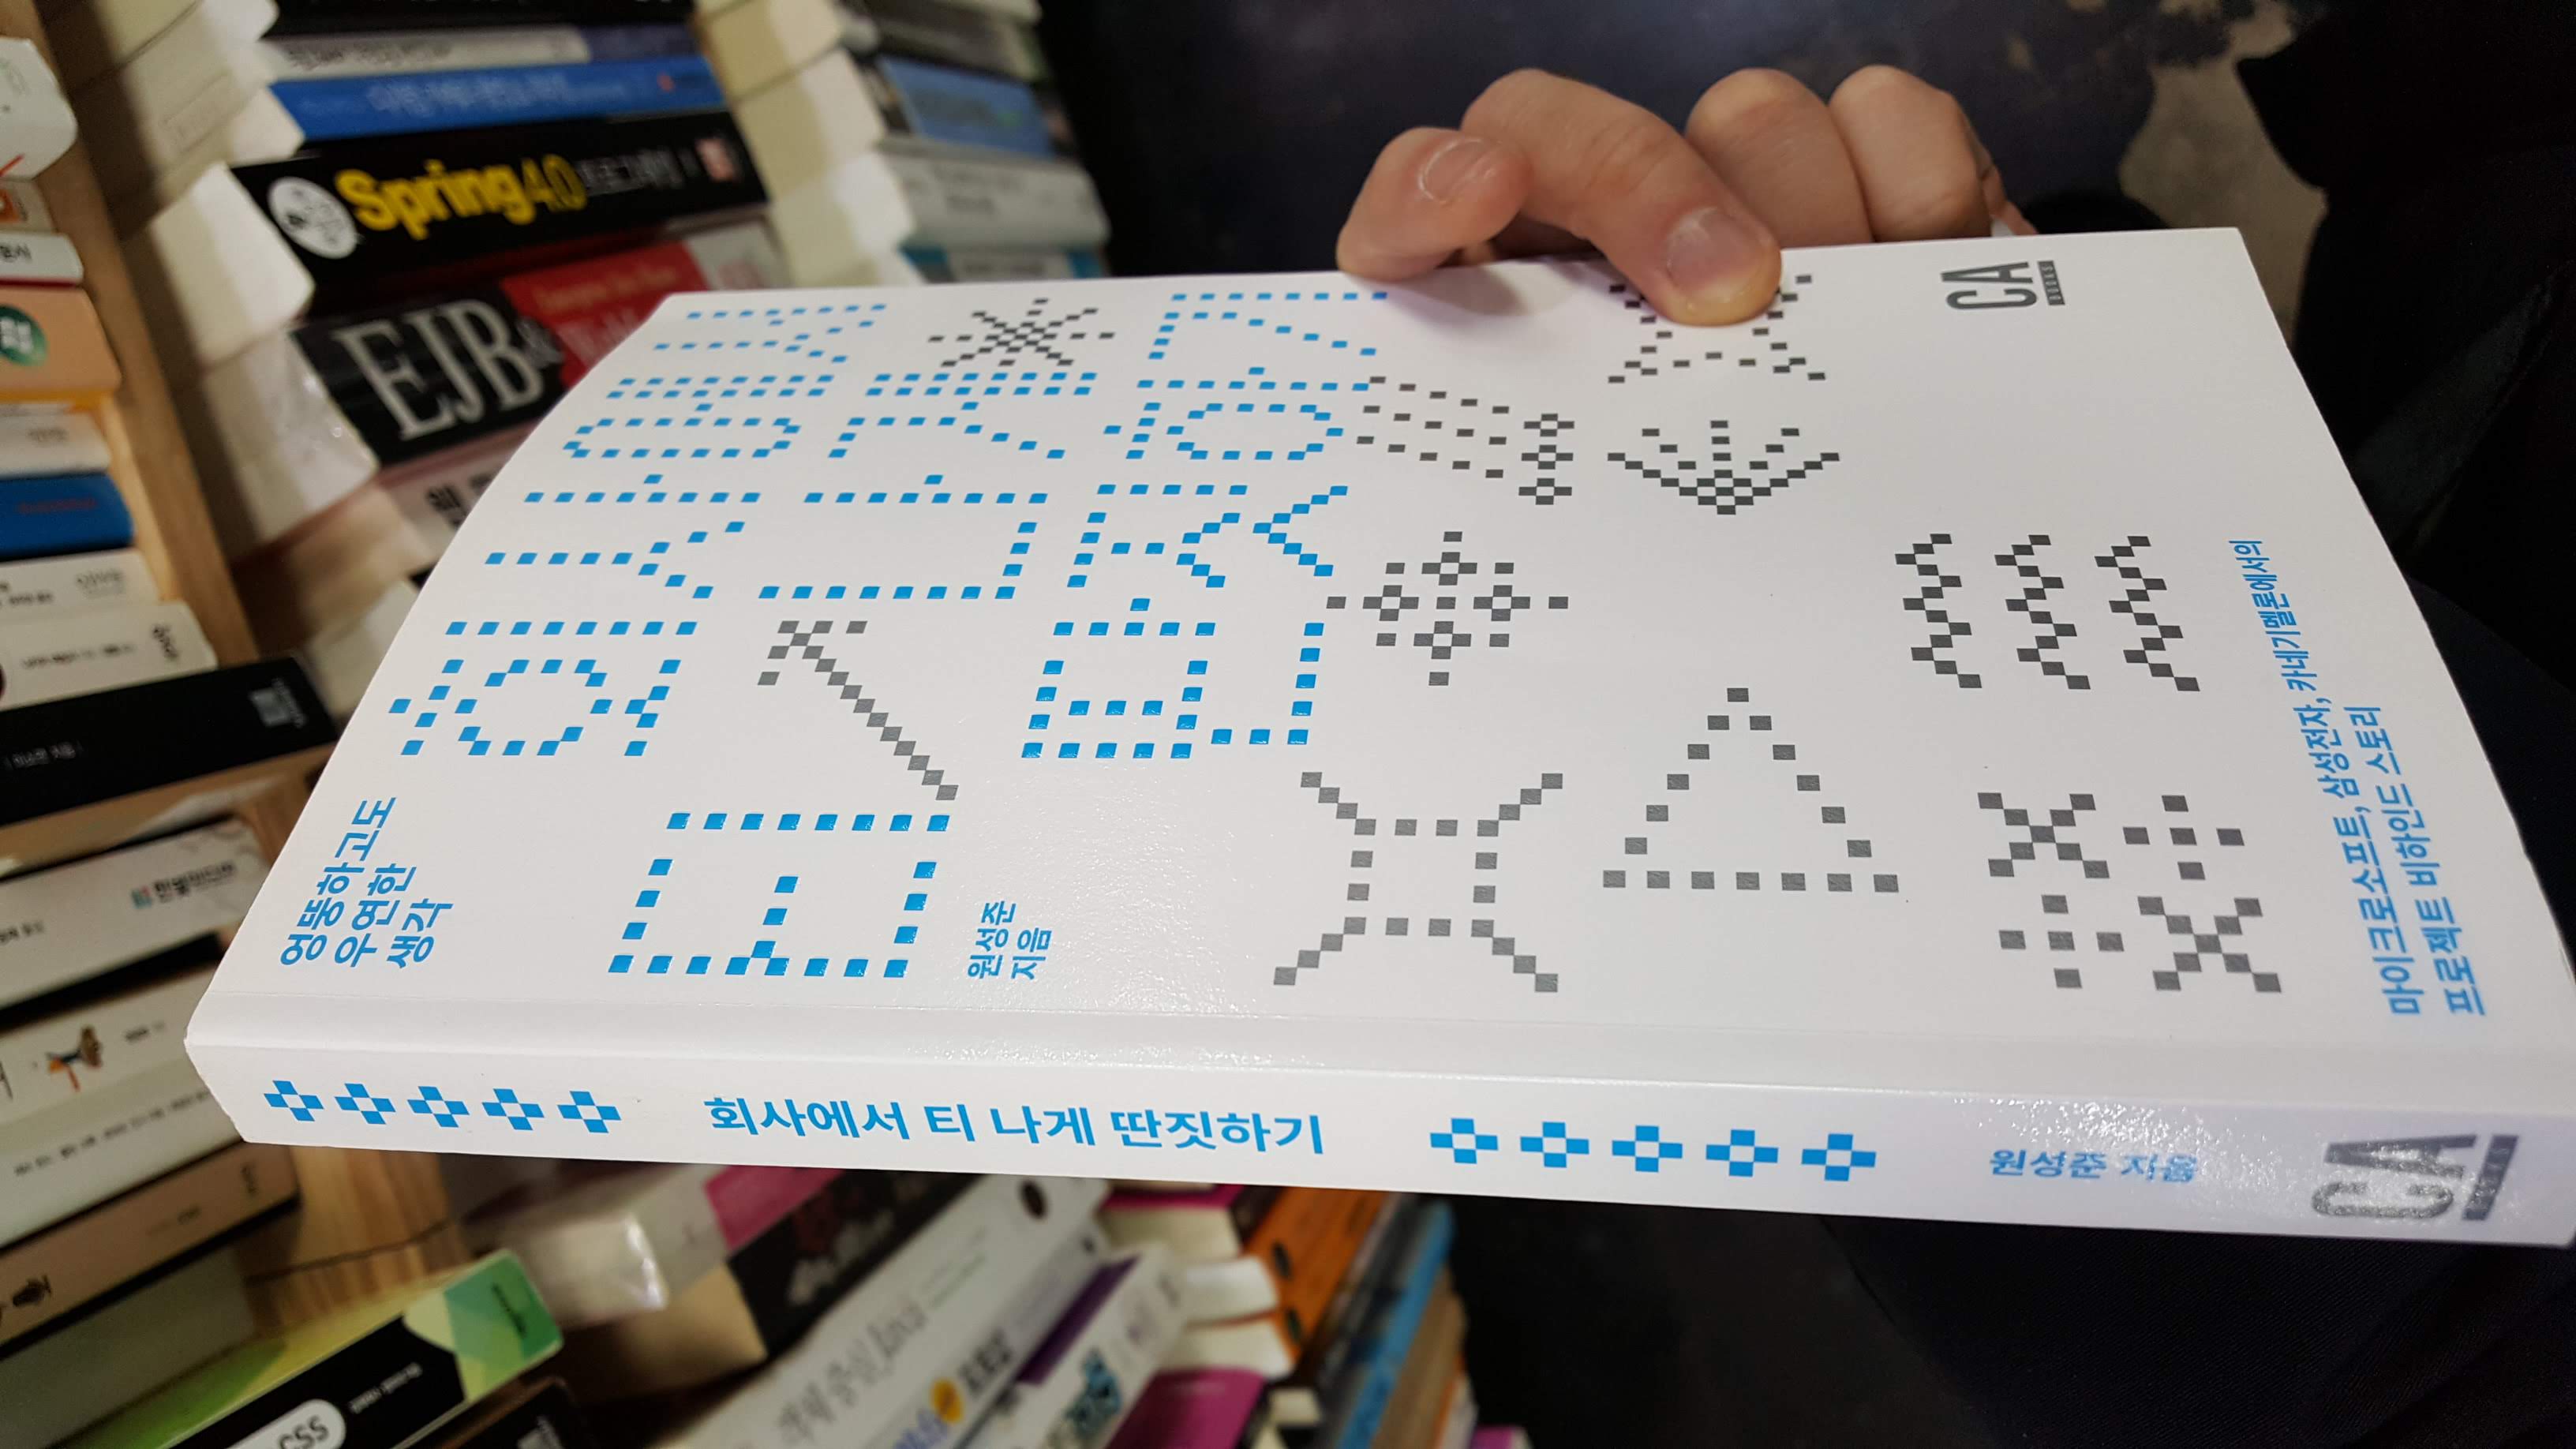 엉뚱하고도
우연한
생각
회사에서
티 나게
딴짓하기
원성준
지음
CA
BOOKS
마이크로소프트, 삼성전자, 카네기멜론에서의
프로젝트 비하인드 스토리
회사에서 티 나게 딴짓하기
원성준 지음
CA
BOOKS
CSS
EJB
Spring 4.0